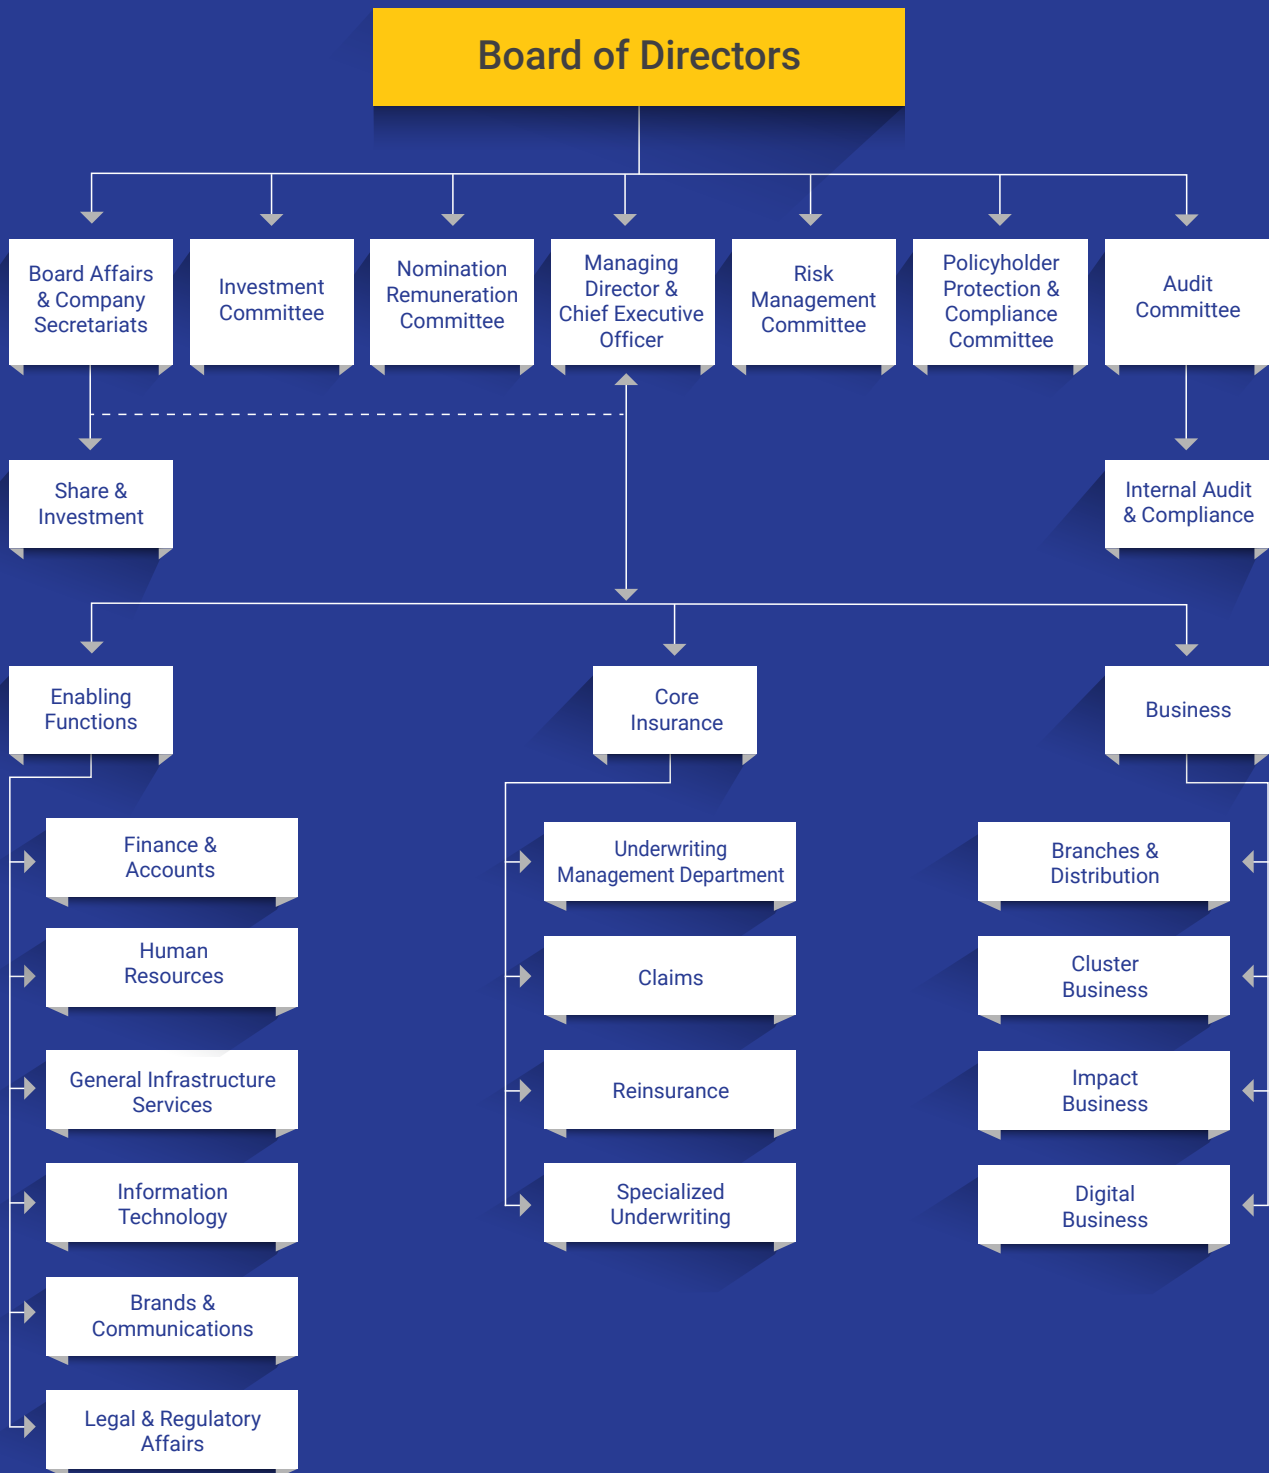 Board of Directors
Board Affairs
& Company
Secretariats
Investment
Committee
Nomination
Remuneration
Committee
Managing
Director &
Chief Executive
Officer
Risk
Management
Committee
Policyholder
Protection &
Compliance
Committee
Audit
Committee
Share &
Investment
Internal Audit
& Compliance
Enabling
Functions
Core
Insurance
Business
Finance &
Accounts
Human
Resources
General Infrastructure
Services
Information
Technology
Brands &
Communications
Legal & Regulatory
Affairs
Underwriting
Management Department
Claims
Reinsurance
Specialized
Underwriting
Branches &
Distribution
Cluster
Business
Impact
Business
Digital
Business